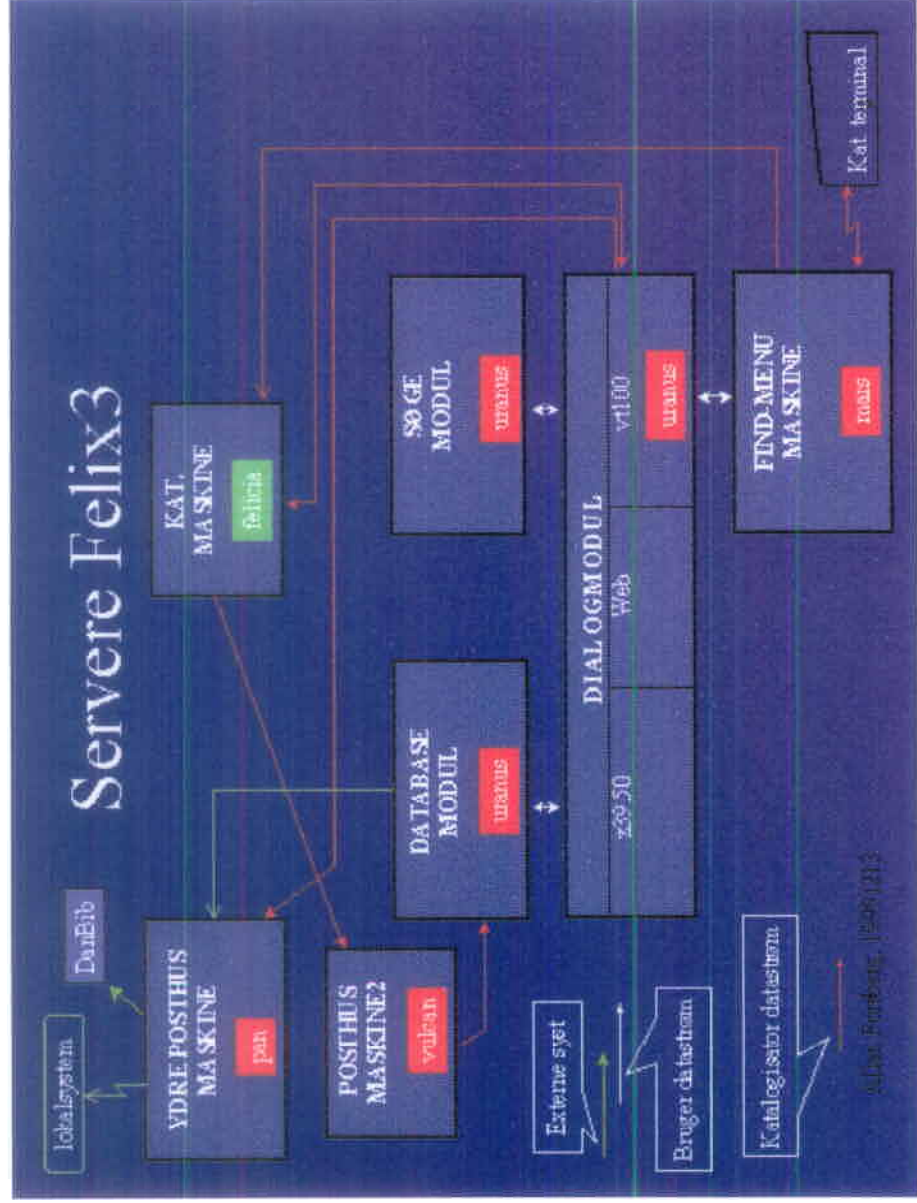 Servere Felix3
lokalsystem
DanBib
YDRE POSTHUS
MASKINE
pan
KAT.
MASKINE
felicia
POSTHUS
MASKINE2
vulcan
DATABASE
MODUL
uranus
SØGE
MODUL
uranus
DIALOGMODUL
z39.50
Web
vt100
uranus
Externe syst
Bruger datastrøm
Katalogisator datastrøm
FIND-MENU
MASKINE
Kat. terminal